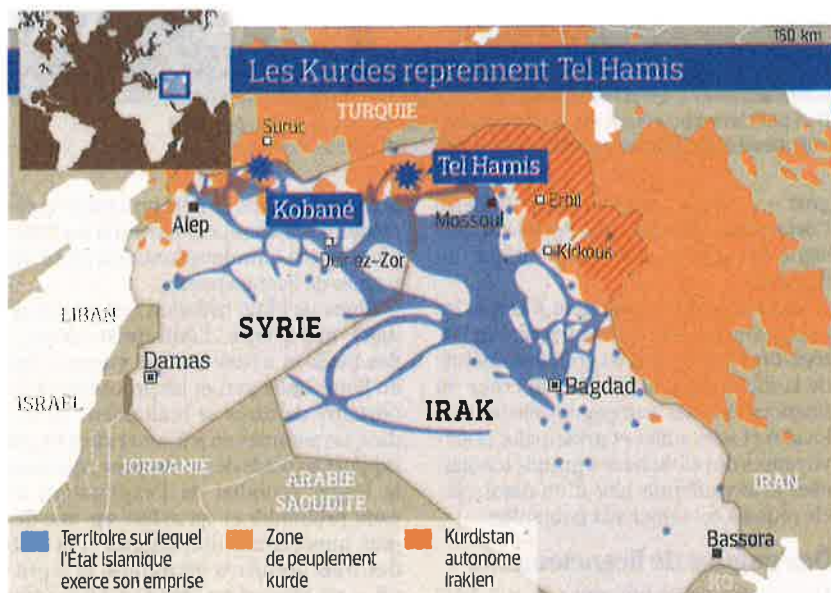 150 km
Les Kurdes reprennent Tel Hamis
TURQUIE
Suruc
Tel Hamis
Kobané
Alep
Mossoul
Erbil
Kirkouk
Deir ez-Zor
LIBAN
SYRIE
Damas
Bagdad
ISRAËL
IRAK
JORDANIE
ARABIE
SAOUDITE
IRAN
Bassora
Territoire sur lequel
l'État islamique
exerce son emprise
Zone
de peuplement
kurde
Kurdistan
autonome
irakien